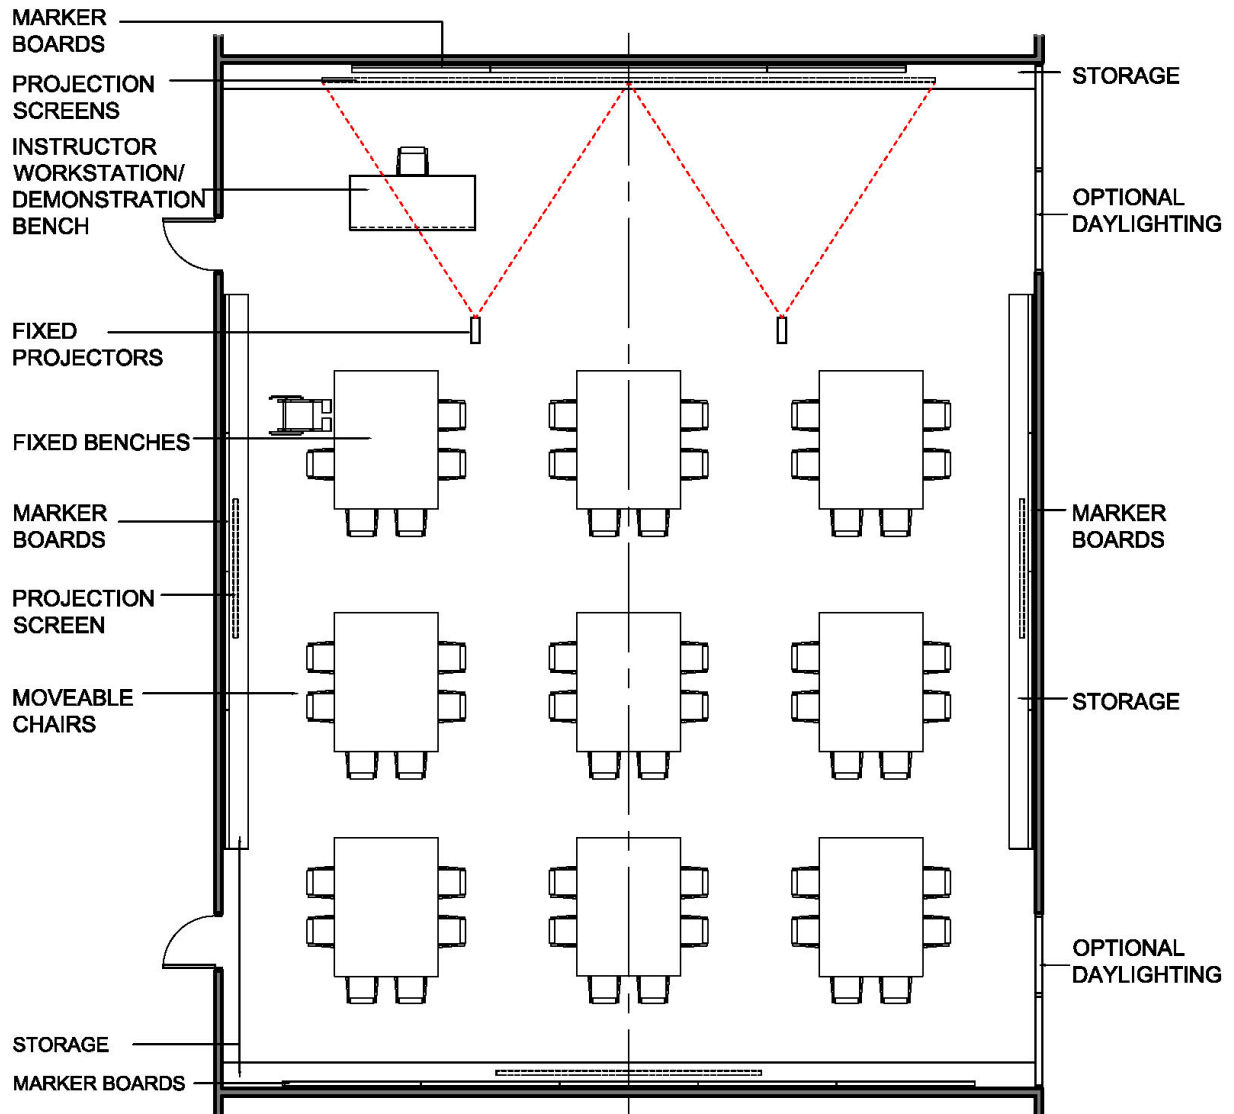 MARKER
BOARDS
PROJECTION
SCREENS
INSTRUCTOR
WORKSTATION/
DEMONSTRATION
BENCH
FIXED
PROJECTORS
FIXED BENCHES
MARKER
BOARDS
PROJECTION
SCREEN
MOVEABLE
CHAIRS
STORAGE
MARKER BOARDS
STORAGE
OPTIONAL
DAYLIGHTING
MARKER
BOARDS
STORAGE
OPTIONAL
DAYLIGHTING